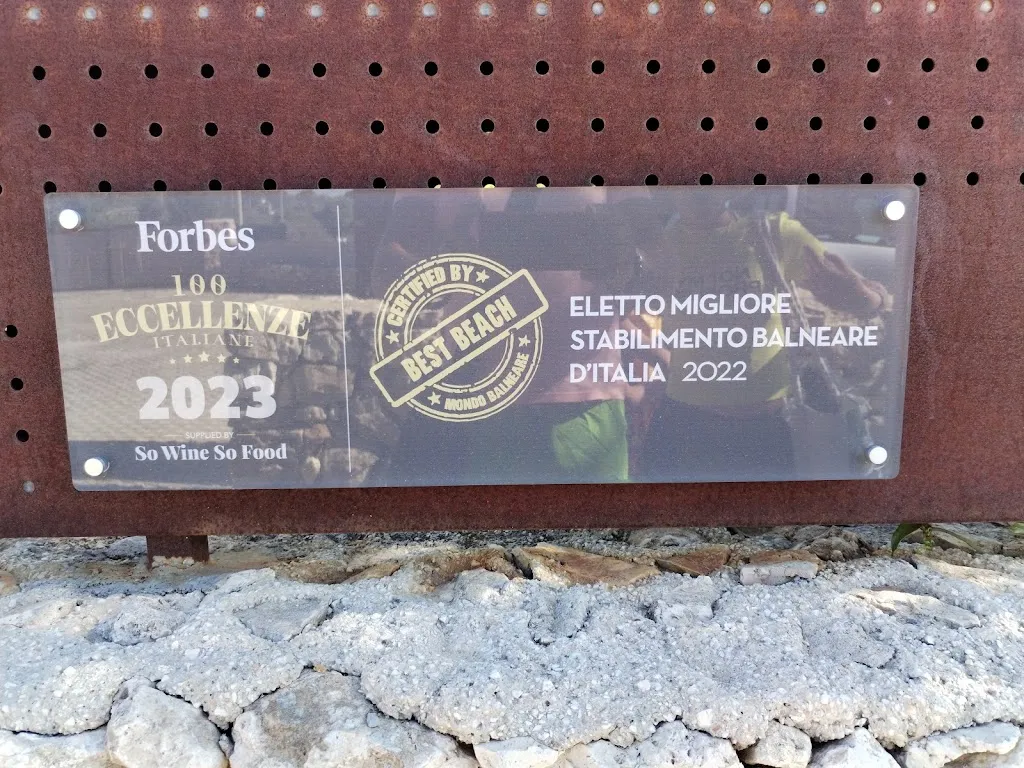 Forbes
100
ECCELLENZE
ITALIANE
2023
SUPPLIED BY
So Wine So Food
CERTIFIED BY
BEST BEACH
MONDO BALNEARE
ELETTO MIGLIORE
STABILIMENTO BALNEARE
D'ITALIA 2022